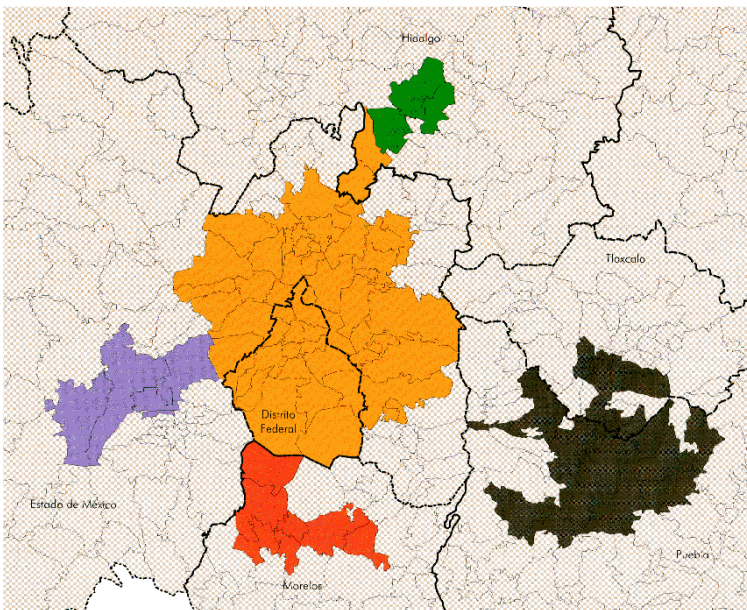 Hidalgo
Tlaxcala
Distrito
Federal
Estado de México
Puebla
Morelos